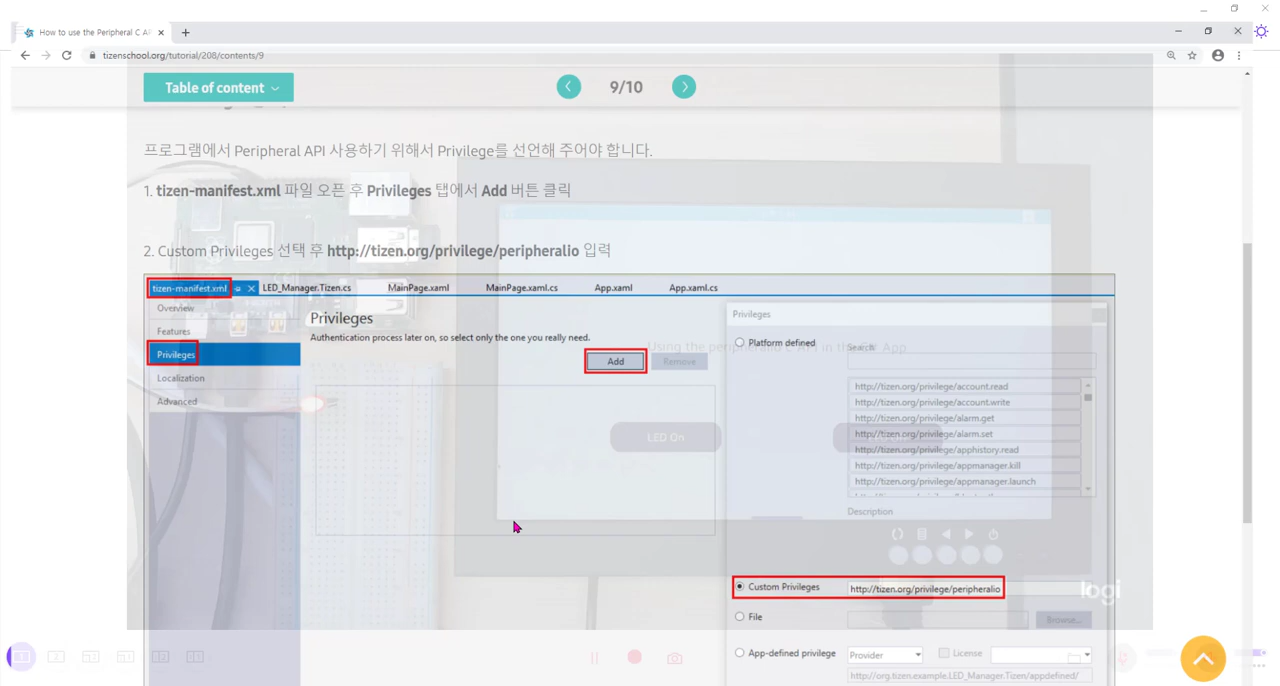 How to use the Peripheral C AP
tizenschool.org/tutorial/208/contents/9
Table of content
9/10
프로그램에서 Peripheral API 사용하기 위해서 Privilege를 선언해 주어야 합니다.
1. tizen-manifest.xml 파일 오픈 후 Privileges 탭에서 Add 버튼 클릭
2. Custom Privileges 선택 후 http://tizen.org/privilege/peripheralio 입력
tizen-manifest.xml LED_Manager.Tizen.cs MainPage.xaml MainPage.xaml.cs App.xaml App.xaml.cs
Overview
Features
Privileges
Localization
Advanced
Privileges
Authentication process later on, so select only the one you really need.
Add Remove
Using the peripheralio C API in the C# App
LED On
Privileges
Platform defined
Search
http://tizen.org/privilege/account.read
http://tizen.org/privilege/account.write
http://tizen.org/privilege/alarm.get
http://tizen.org/privilege/alarm.set
http://tizen.org/privilege/apphistory.read
http://tizen.org/privilege/appmanager.kill
http://tizen.org/privilege/appmanager.launch
Description
Custom Privileges http://tizen.org/privilege/peripheralio
logi
File Browse...
App-defined privilege Provider License
http://org.tizen.example.LED_Manager.Tizen/appdefined/